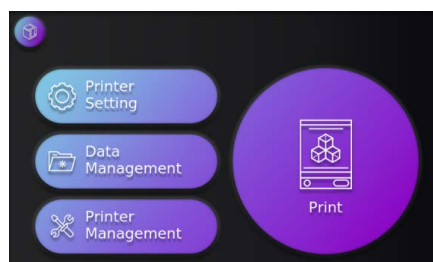 Printer
Setting
Data
Management
Printer
Management
Print